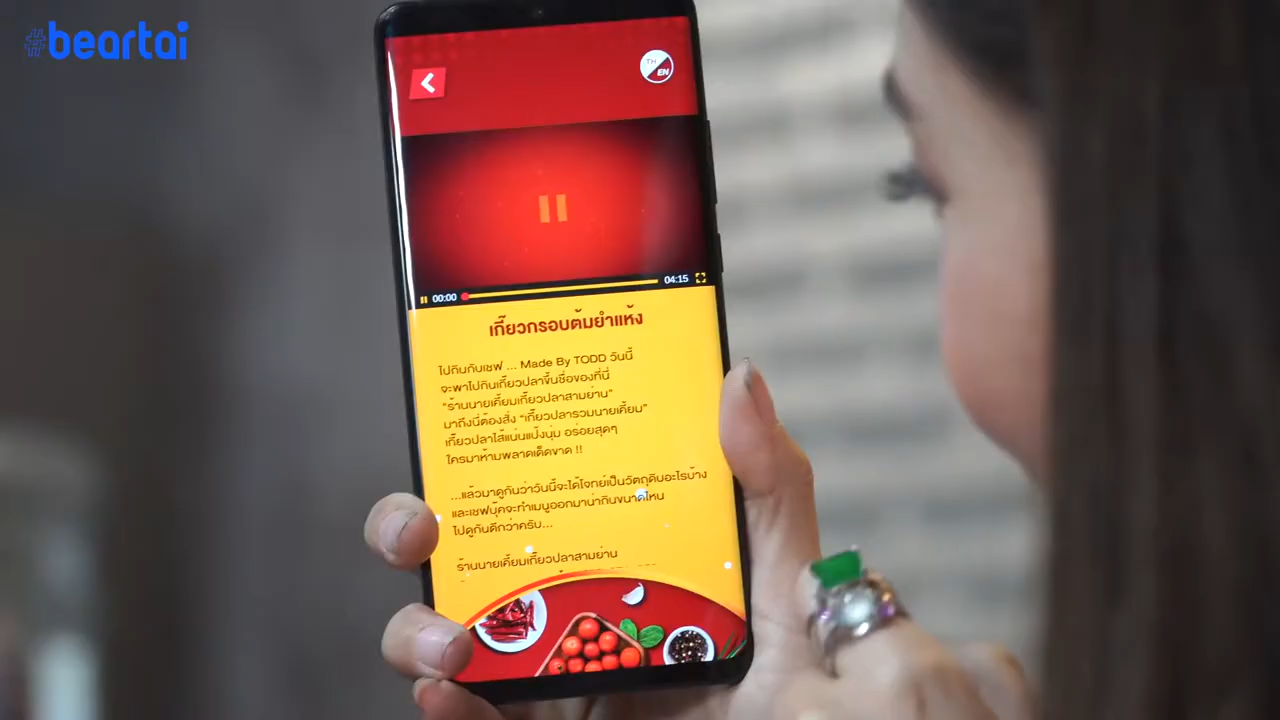 #beartai
TH
EN
00:00
04:15
เกี๊ยวกรอบต้มยำแห้ง
ไปกินกับเชฟ ... Made By TODD วันนี้
จะพาไปกินเกี๊ยวปลาขึ้นชื่อของที่นี่
"ร้านนายเคี้ยมเกี๊ยวปลาสามย่าน"
มาถึงนี่ต้องสั่ง "เกี๊ยวปลารวมนายเคี้ยม"
เกี๊ยวปลาไส้แน่นแป้งนุ่ม อร่อยสุดๆ
ใครมาห้ามพลาดเด็ดขาด !!
...แล้วมาดูกันว่าวันนี้จะได้โจทย์เป็นวัตถุดิบอะไรบ้าง
และเชฟนุ้คจะทำเมนูออกมาน่ากินขนาดไหน
ไปดูกันดีกว่าครับ...
ร้านนายเคี้ยมเกี๊ยวปลาสามย่าน